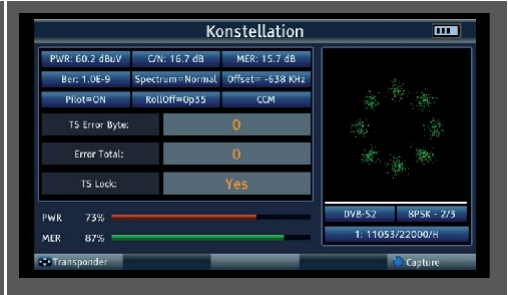 Konstellation
PWR: 60.2 dBuV C/N: 16.7 dB MER: 15.7 dB
Ber: 1.0E-9 Spectrum=Normal Offset= -638 KHz
Pilot=ON RollOff=0p35 CCM
TS Error Byte: 0
Error Total: 0
TS Lock: Yes
PWR 73%
MER 87%
DVB-S2 8PSK - 2/3
1: 11053/22000/H
Transponder Capture